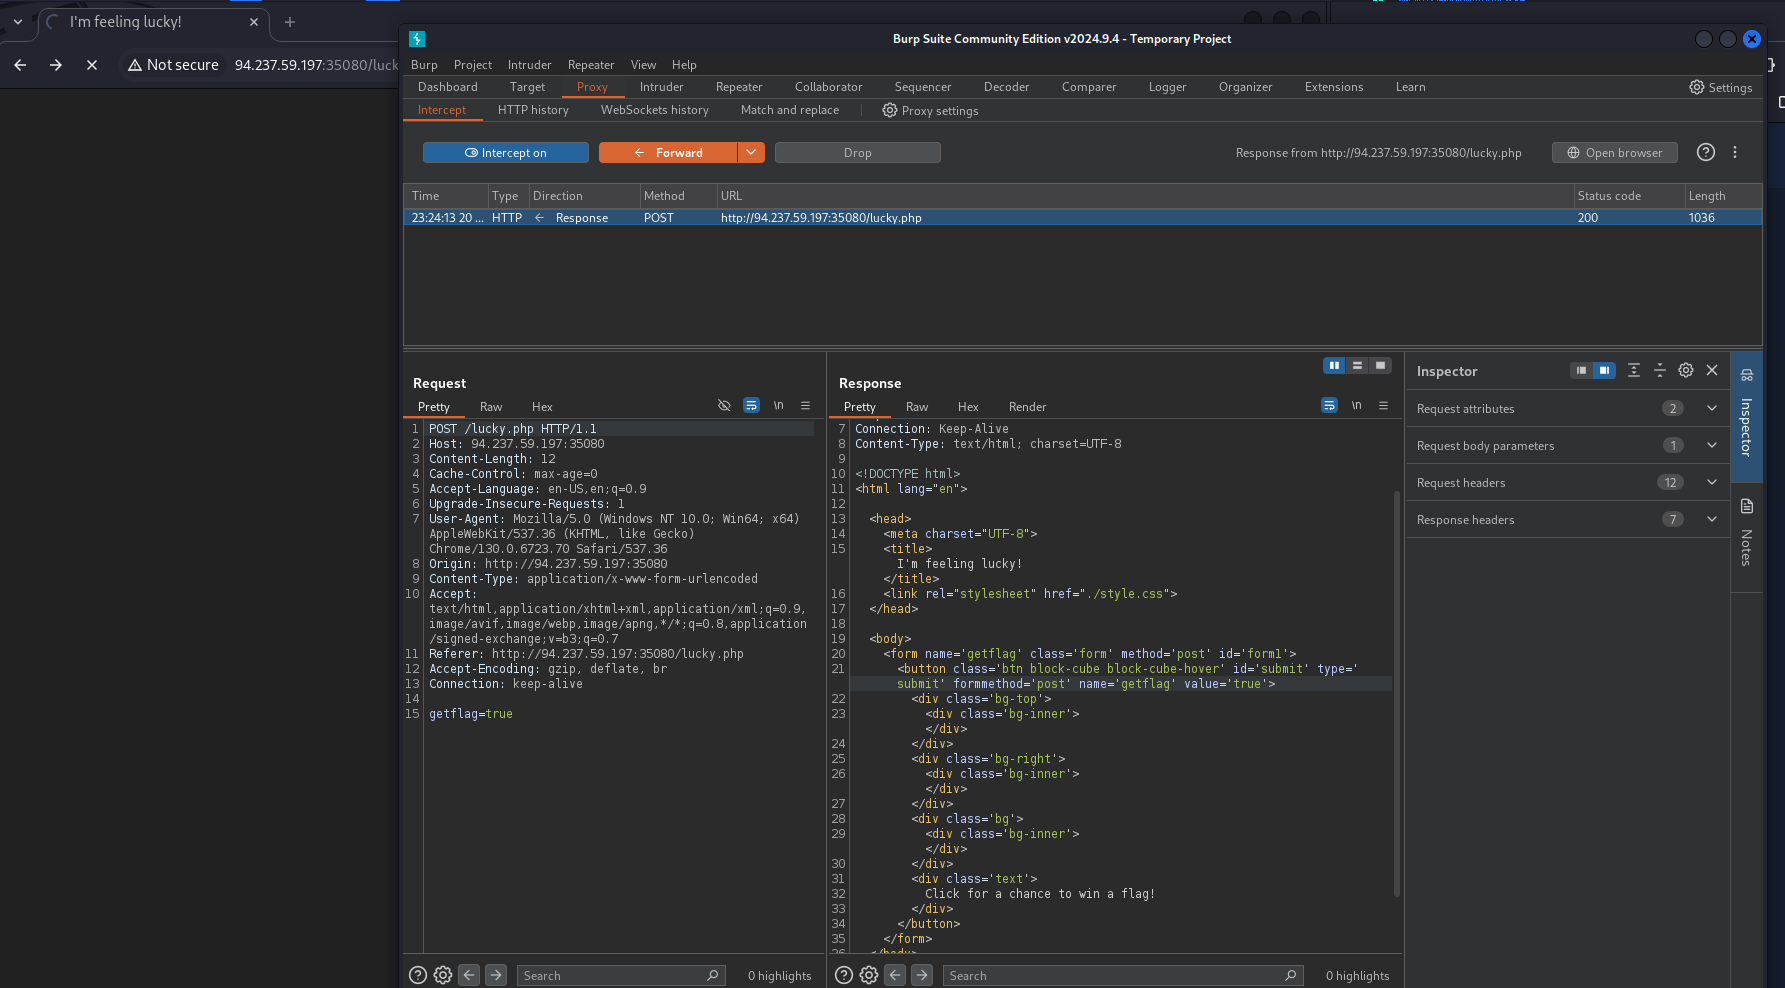 I'm feeling lucky!
Not secure 94.237.59.197:35080/luck
Burp Suite Community Edition v2024.9.4 - Temporary Project
Burp Project Intruder Repeater View Help
Dashboard Target Proxy Intruder Repeater Collaborator Sequencer Decoder Comparer Logger Organizer Extensions Learn Settings
Intercept HTTP history WebSockets history Match and replace Proxy settings
Intercept on Forward Drop Response from http://94.237.59.197:35080/lucky.php Open browser
Time Type Direction Method URL Status code Length
23:24:13 20 ... HTTP Response POST http://94.237.59.197:35080/lucky.php 200 1036
Request
Pretty Raw Hex \n
1 POST /lucky.php HTTP/1.1
2 Host: 94.237.59.197:35080
3 Content-Length: 12
4 Cache-Control: max-age=0
5 Accept-Language: en-US,en;q=0.9
6 Upgrade-Insecure-Requests: 1
7 User-Agent: Mozilla/5.0 (Windows NT 10.0; Win64; x64)
AppleWebKit/537.36 (KHTML, like Gecko)
Chrome/130.0.6723.70 Safari/537.36
8 Origin: http://94.237.59.197:35080
9 Content-Type: application/x-www-form-urlencoded
10 Accept:
text/html,application/xhtml+xml,application/xml;q=0.9,
image/avif,image/webp,image/apng,*/*;q=0.8,application
/signed-exchange;v=b3;q=0.7
11 Referer: http://94.237.59.197:35080/lucky.php
12 Accept-Encoding: gzip, deflate, br
13 Connection: keep-alive
14
15 getflag=true
Search 0 highlights
Response
Pretty Raw Hex Render \n
7 Connection: Keep-Alive
8 Content-Type: text/html; charset=UTF-8
9
10 <!DOCTYPE html>
11 <html lang="en">
12
13 <head>
14 <meta charset="UTF-8">
15 <title>
I'm feeling lucky!
</title>
16 <link rel="stylesheet" href="./style.css">
17 </head>
18
19 <body>
20 <form name='getflag' class='form' method='post' id='form1'>
21 <button class='btn block-cube block-cube-hover' id='submit' type='
submit' formmethod='post' name='getflag' value='true'>
22 <div class='bg-top'>
23 <div class='bg-inner'>
</div>
24 </div>
25 <div class='bg-right'>
26 <div class='bg-inner'>
</div>
27 </div>
28 <div class='bg'>
29 <div class='bg-inner'>
</div>
30 </div>
31 <div class='text'>
32 Click for a chance to win a flag!
33 </div>
34 </button>
35 </form>
36 </body>
Search 0 highlights
Inspector
Request attributes 2
Request body parameters 1
Request headers 12
Response headers 7
Inspector
Notes